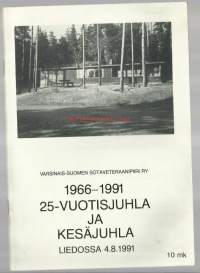 VARSINAIS-SUOMEN SOTAVETERAANIPIIRI RY
1966–1991
25-VUOTISJUHLA
JA
KESÄJUHLA
LIEDOSSA 4.8.1991
10 mk